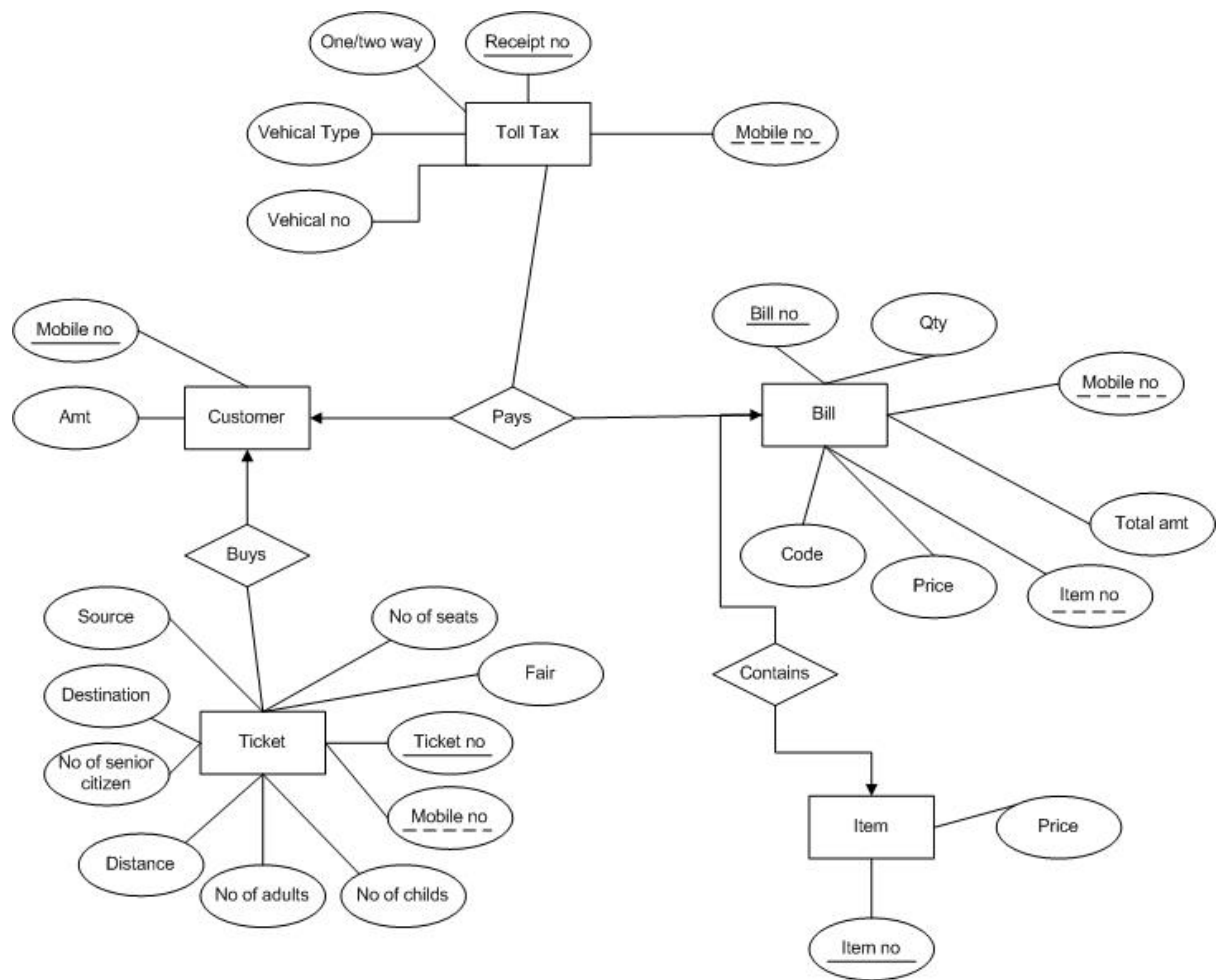 One/two way
Receipt no
Vehical Type
Toll Tax
Mobile no
Vehical no
Mobile no
Bill no
Qty
Mobile no
Amt
Customer
Pays
Bill
Total amt
Code
Price
Item no
Buys
Source
No of seats
Fair
Contains
Destination
Ticket
Ticket no
No of senior
citizen
Mobile no
Distance
No of adults
No of childs
Item
Price
Item no